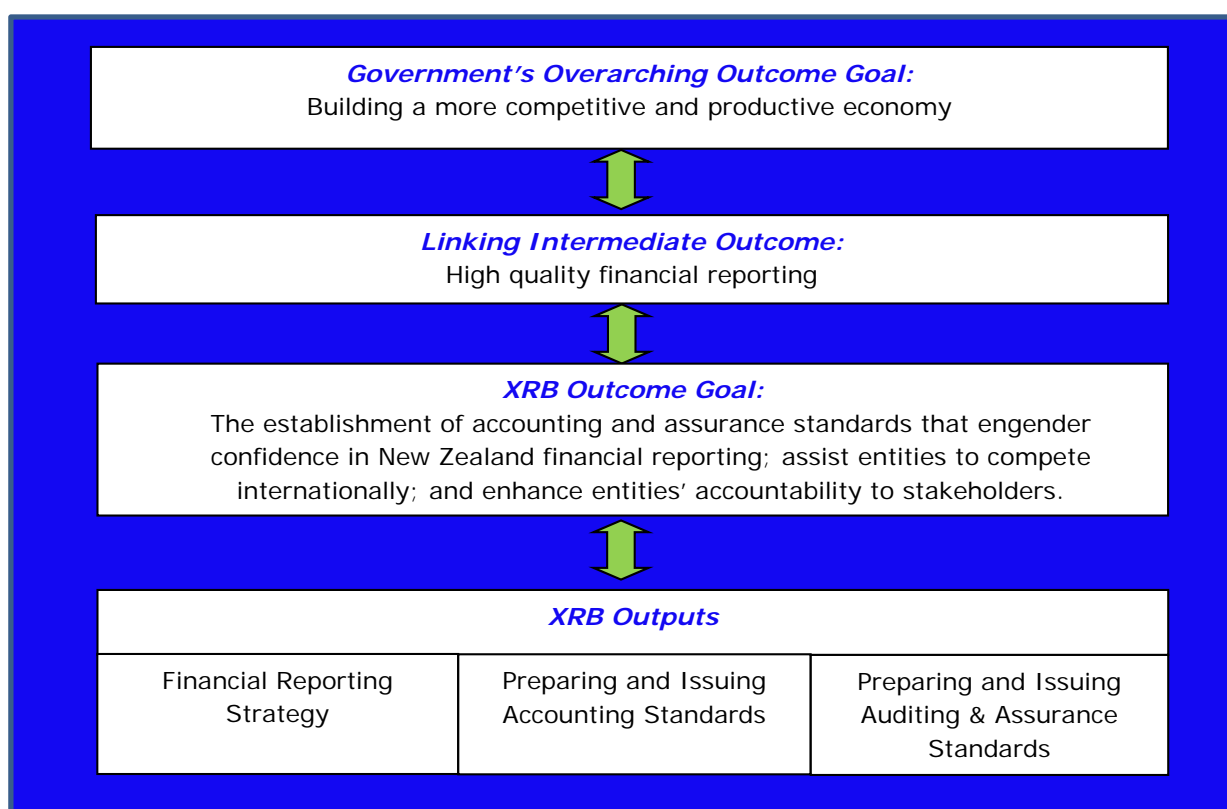 Government's Overarching Outcome Goal:
Building a more competitive and productive economy
Linking Intermediate Outcome:
High quality financial reporting
XRB Outcome Goal:
The establishment of accounting and assurance standards that engender
confidence in New Zealand financial reporting; assist entities to compete
internationally; and enhance entities' accountability to stakeholders.
XRB Outputs
Financial Reporting
Strategy
Preparing and Issuing
Accounting Standards
Preparing and Issuing
Auditing & Assurance
Standards